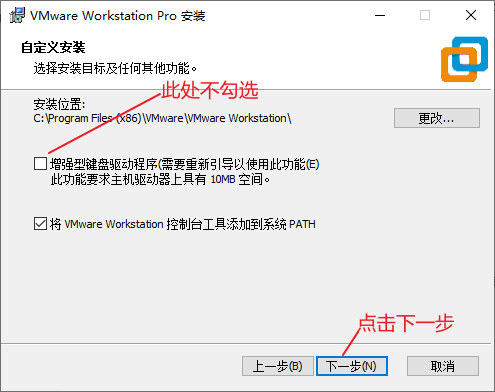 VMware Workstation Pro 安装
自定义安装
选择安装目标及任何其他功能。
此处不勾选
安装位置:
C:\Program Files (x86)\VMware\VMware Workstation\
更改...
增强型键盘驱动程序(需要重新引导以使用此功能(E)
此功能要求主机驱动器上具有 10MB 空间。
将 VMware Workstation 控制台工具添加到系统 PATH
点击下一步
上一步(B)
下一步(N)
取消